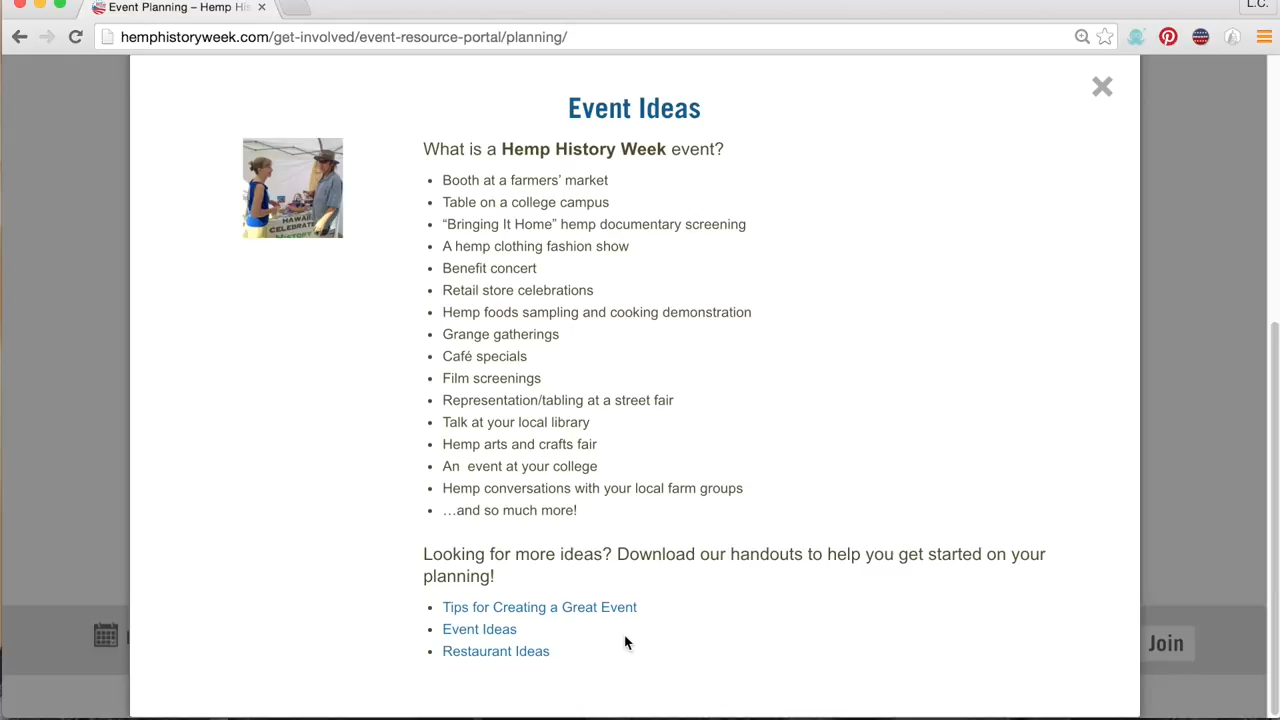 Event Planning – Hemp His
L.C.
hemphistoryweek.com/get-involved/event-resource-portal/planning/
Event Ideas
What is a Hemp History Week event?
Booth at a farmers’ market
Table on a college campus
“Bringing It Home” hemp documentary screening
A hemp clothing fashion show
Benefit concert
Retail store celebrations
Hemp foods sampling and cooking demonstration
Grange gatherings
Café specials
Film screenings
Representation/tabling at a street fair
Talk at your local library
Hemp arts and crafts fair
An  event at your college
Hemp conversations with your local farm groups
…and so much more!
Looking for more ideas? Download our handouts to help you get started on your
planning!
Tips for Creating a Great Event
Event Ideas
Restaurant Ideas
Join
HAWAII
CELEBRATE